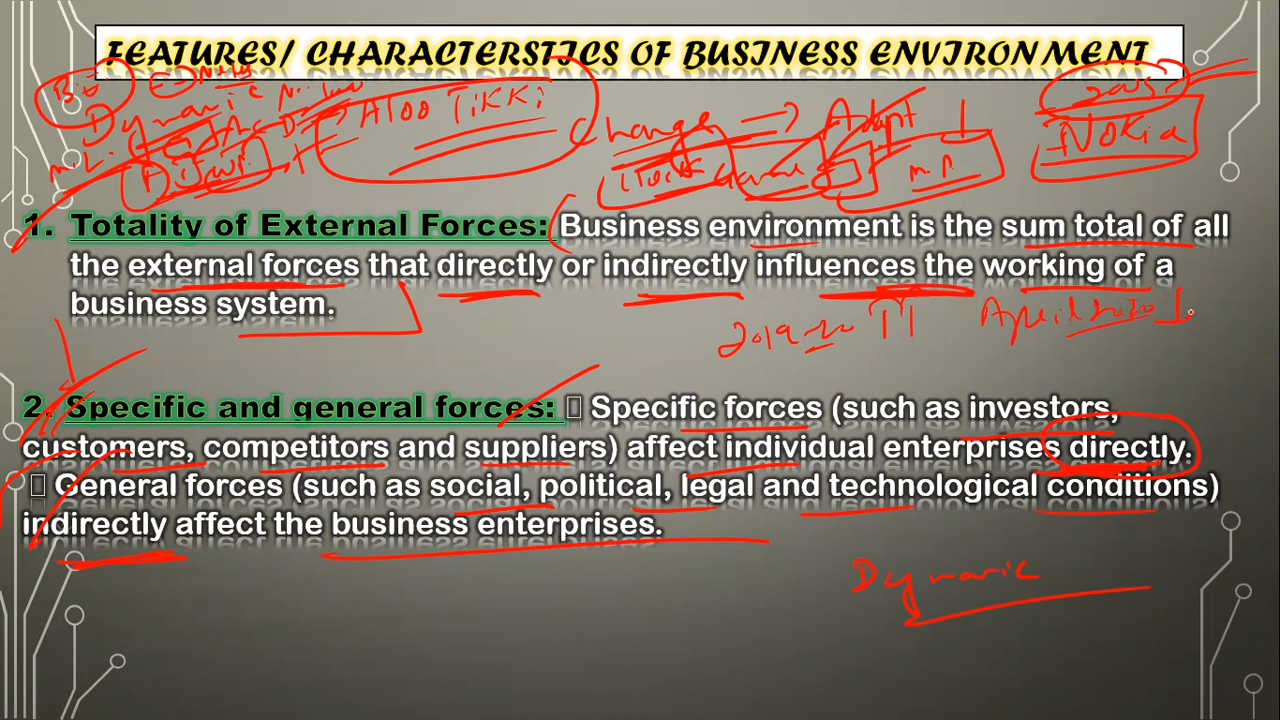 FEATURES/ CHARACTERSTICS OF BUSINESS ENVIRONMENT
Dynamic
Aloo Tikki
Change → Adapt
Nokia
1. Totality of External Forces: Business environment is the sum total of all
the external forces that directly or indirectly influences the working of a
business system.
2019-20 April 2020
2. Specific and general forces: Specific forces (such as investors,
customers, competitors and suppliers) affect individual enterprises directly.
General forces (such as social, political, legal and technological conditions)
indirectly affect the business enterprises.
Dynamic